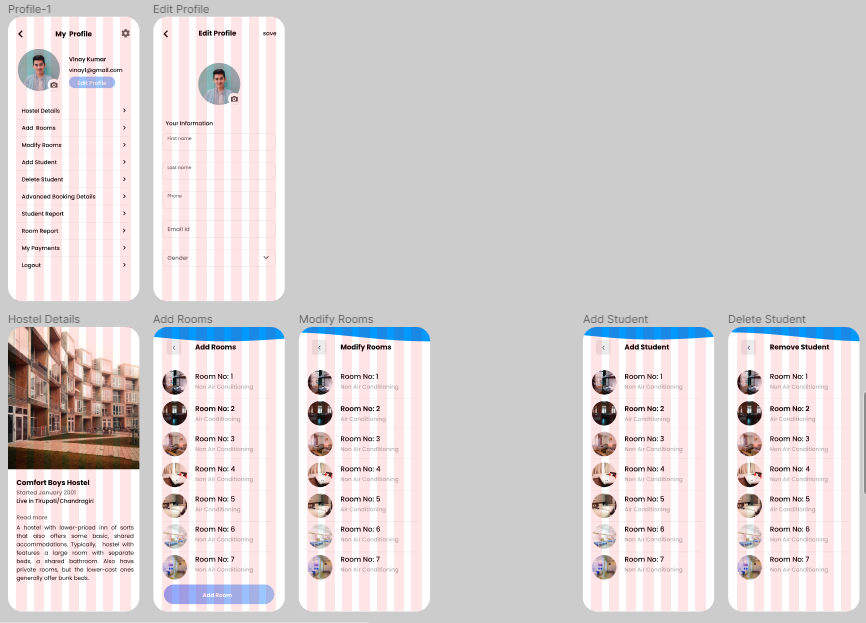 Profile-1
My Profile
Vinay Kumar
vinay1@gmail.com
Edit Profile
Hostel Details
Add Rooms
Modify Rooms
Add Student
Delete Student
Advanced Booking Details
Student Report
Room Report
My Payments
Logout
Edit Profile
Edit Profile
save
Your Information
First name
Last name
Phone
Email Id
Gender
Hostel Details
Comfort Boys Hostel
Started January 2001
Live in Tirupati/Chandragiri
Read more
A hostel with lower-priced inn of sorts
that also offers some basic, shared
accommodations. Typically, hostel with
features a large room with separate
beds, a shared bathroom. Also have
private rooms, but the lower-cost ones
generally offer bunk beds.
Add Rooms
Add Rooms
Room No: 1
Non Air Conditioning
Room No: 2
Air Conditioning
Room No: 3
Non Air Conditioning
Room No: 4
Non Air Conditioning
Room No: 5
Non Air Conditioning
Room No: 6
Non Air Conditioning
Room No: 7
Non Air Conditioning
Add Room
Modify Rooms
Modify Rooms
Room No: 1
Non Air Conditioning
Room No: 2
Air Conditioning
Room No: 3
Non Air Conditioning
Room No: 4
Non Air Conditioning
Room No: 5
Non Air Conditioning
Room No: 6
Non Air Conditioning
Room No: 7
Non Air Conditioning
Add Student
Add Student
Room No: 1
Non Air Conditioning
Room No: 2
Air Conditioning
Room No: 3
Non Air Conditioning
Room No: 4
Non Air Conditioning
Room No: 5
Non Air Conditioning
Room No: 6
Non Air Conditioning
Room No: 7
Non Air Conditioning
Delete Student
Remove Student
Room No: 1
Non Air Conditioning
Room No: 2
Air Conditioning
Room No: 3
Non Air Conditioning
Room No: 4
Non Air Conditioning
Room No: 5
Non Air Conditioning
Room No: 6
Non Air Conditioning
Room No: 7
Non Air Conditioning